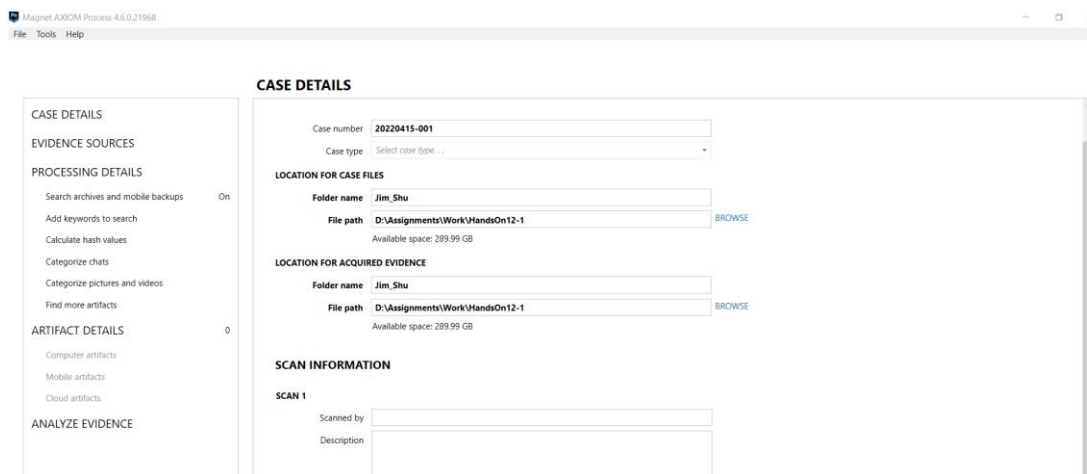 Magnet AXIOM Process 4.6.0.21968
File Tools Help
CASE DETAILS
CASE DETAILS
EVIDENCE SOURCES
PROCESSING DETAILS
Search archives and mobile backups On
Add keywords to search
Calculate hash values
Categorize chats
Categorize pictures and videos
Find more artifacts
ARTIFACT DETAILS 0
Computer artifacts
Mobile artifacts
Cloud artifacts
ANALYZE EVIDENCE
Case number 20220415-001
Case type Select case type. . .
LOCATION FOR CASE FILES
Folder name Jim_Shu
File path D:\Assignments\Work\HandsOn12-1 BROWSE
Available space: 289.99 GB
LOCATION FOR ACQUIRED EVIDENCE
Folder name Jim_Shu
File path D:\Assignments\Work\HandsOn12-1 BROWSE
Available space: 289.99 GB
SCAN INFORMATION
SCAN 1
Scanned by
Description